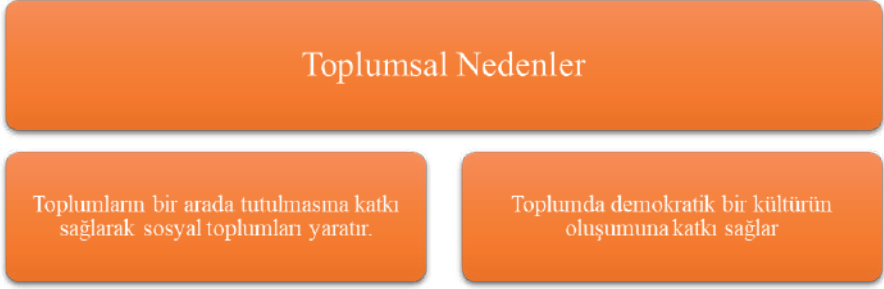 Toplumsal Nedenler
Toplumların bir arada tutulmasına katkı
sağlarak sosyal toplumları yaratır.
Toplumda demokratik bir kültürün
oluşumuna katkı sağlar